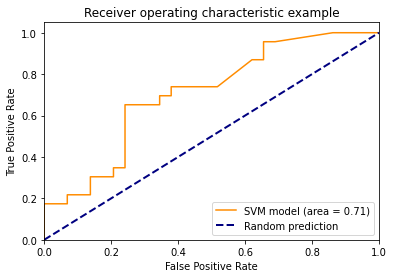 Receiver operating characteristic example
True Positive Rate
1.0
0.8
0.6
0.4
0.2
0.0
SVM model (area = 0.71)
Random prediction
0.0 0.2 0.4 0.6 0.8 1.0
False Positive Rate